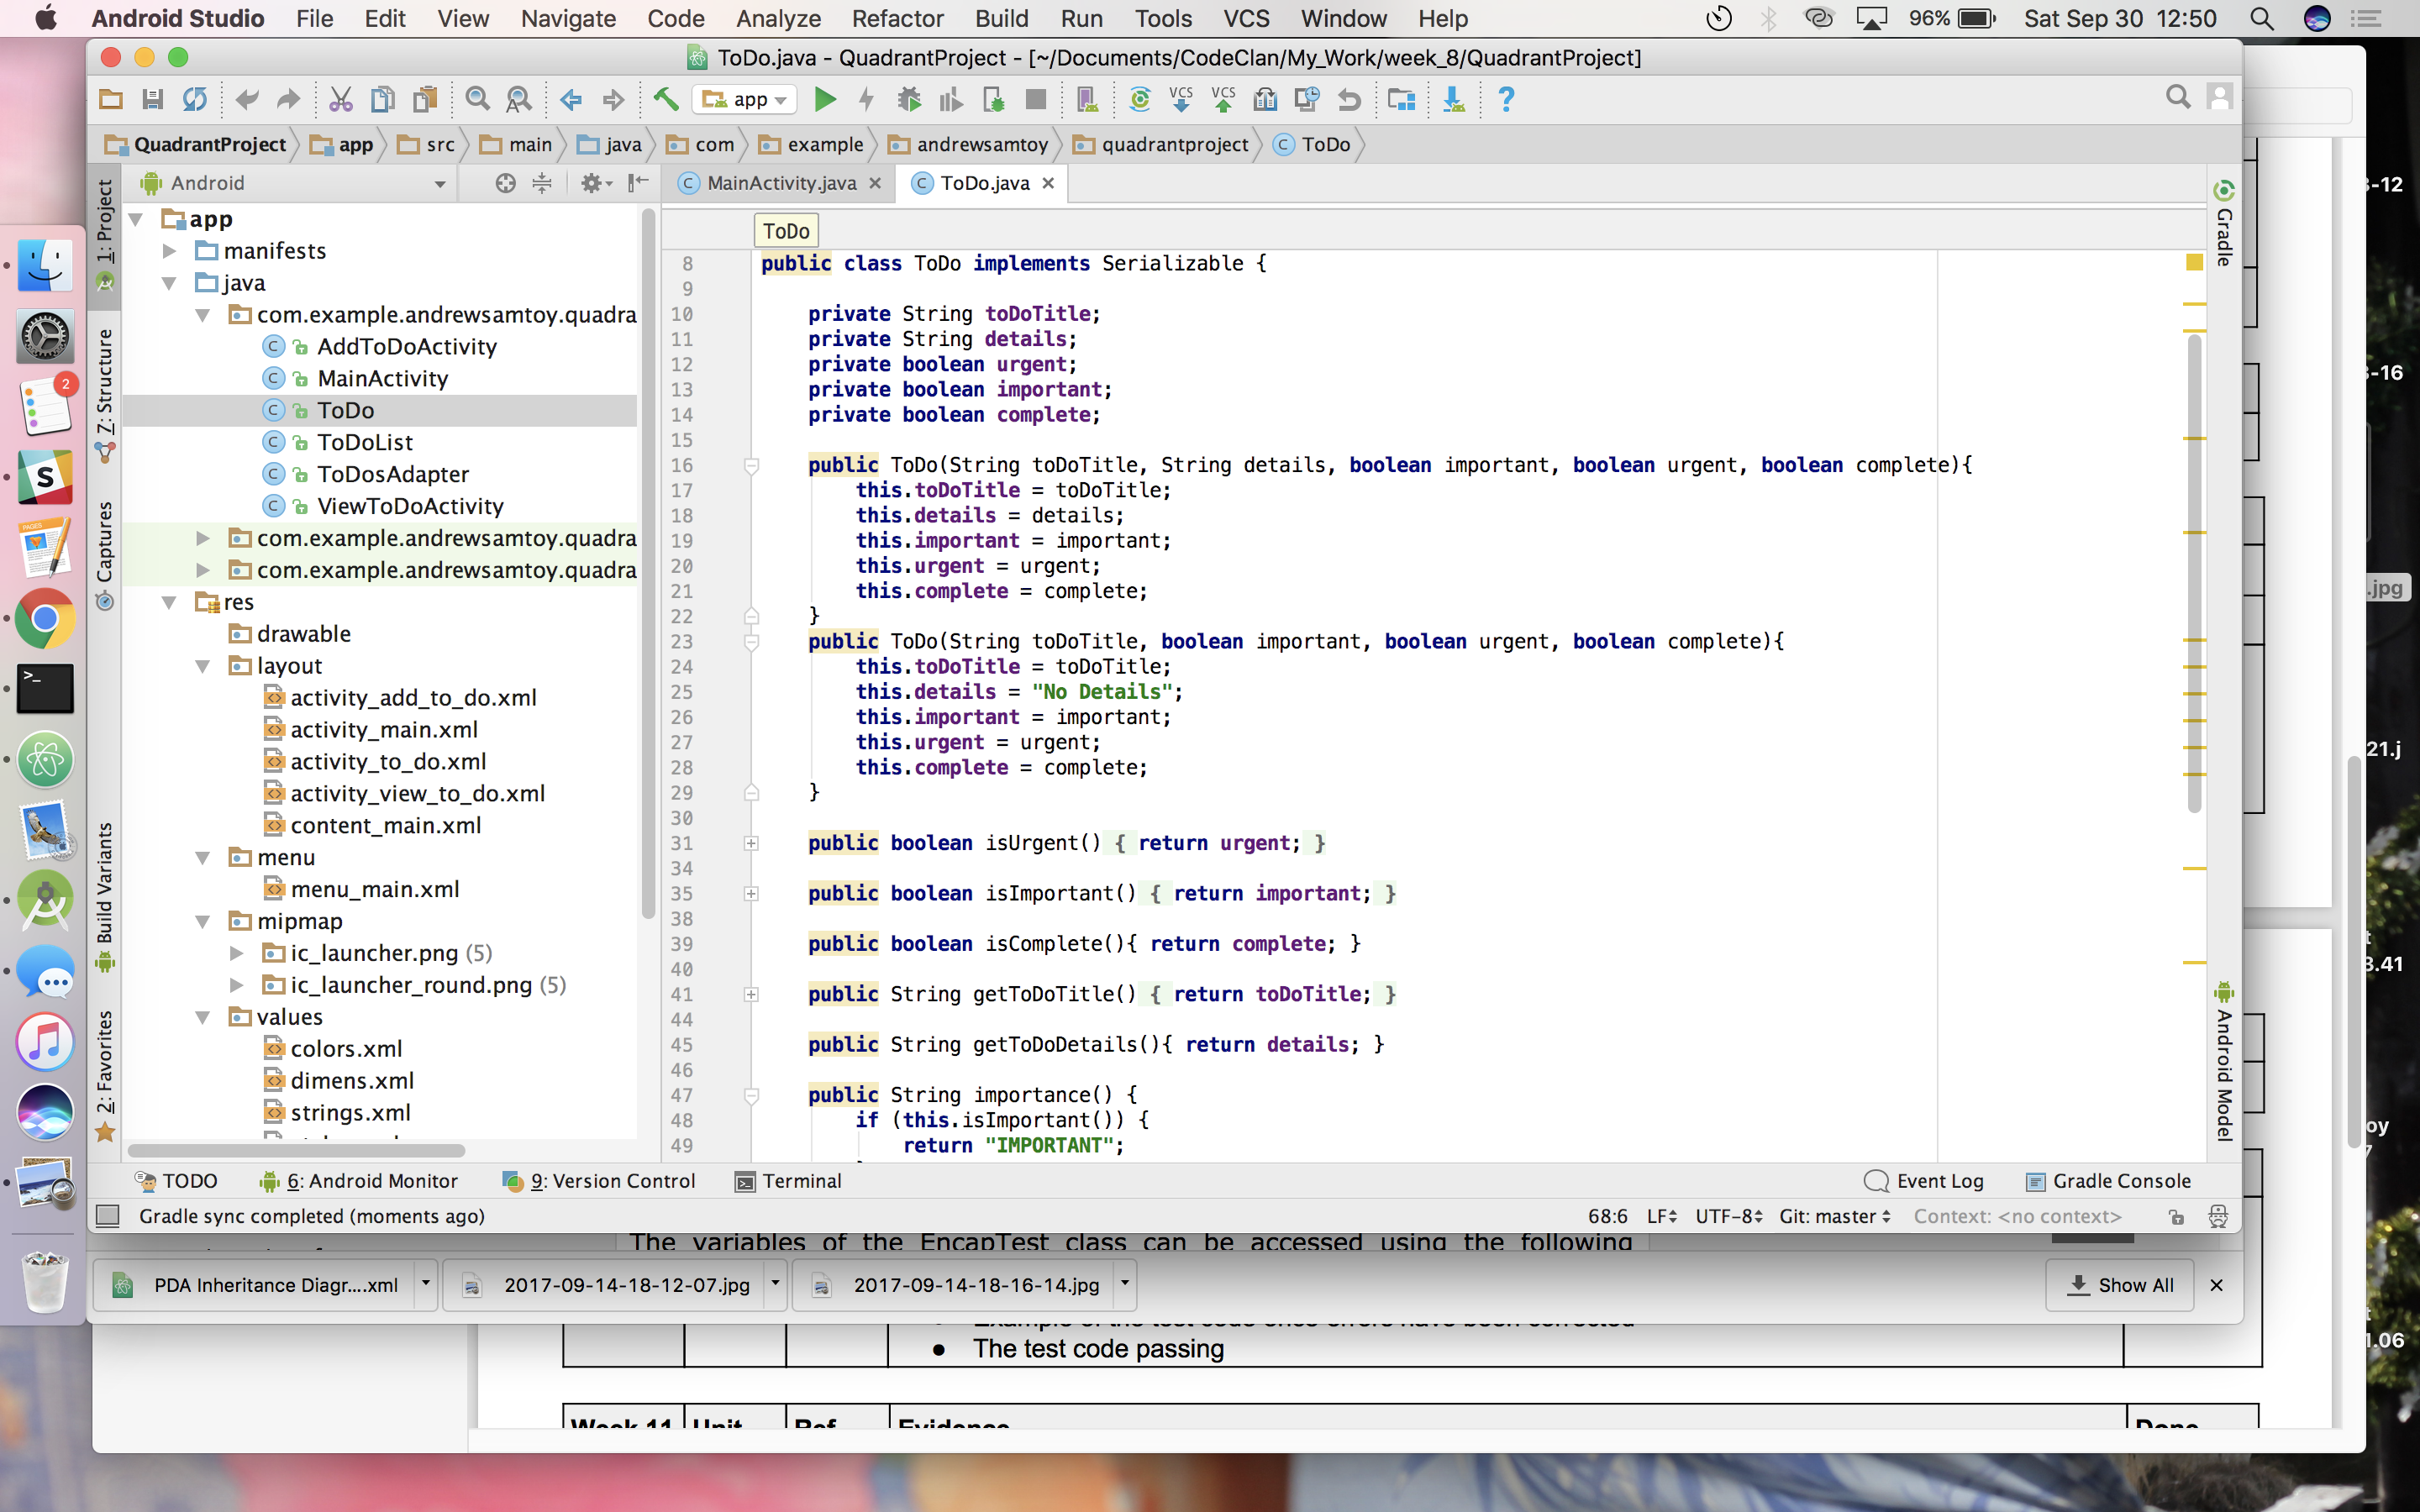 Android Studio File Edit View Navigate Code Analyze Refactor Build Run Tools VCS Window Help 96% Sat Sep 30 12:50
ToDo.java - QuadrantProject - [~/Documents/CodeClan/My_Work/week_8/QuadrantProject]
app VCS VCS ?
QuadrantProject app src main java com example andrewsamtoy quadrantproject ToDo
1: Project
7: Structure
Captures
Build Variants
2: Favorites
Android
app
manifests
java
com.example.andrewsamtoy.quadra
AddToDoActivity
MainActivity
ToDo
ToDoList
ToDosAdapter
ViewToDoActivity
com.example.andrewsamtoy.quadra
com.example.andrewsamtoy.quadra
res
drawable
layout
activity_add_to_do.xml
activity_main.xml
activity_to_do.xml
activity_view_to_do.xml
content_main.xml
menu
menu_main.xml
mipmap
ic_launcher.png (5)
ic_launcher_round.png (5)
values
colors.xml
dimens.xml
strings.xml
MainActivity.java ToDo.java
ToDo
8 public class ToDo implements Serializable {
9
10 private String toDoTitle;
11 private String details;
12 private boolean urgent;
13 private boolean important;
14 private boolean complete;
15
16 public ToDo(String toDoTitle, String details, boolean important, boolean urgent, boolean complete){
17 this.toDoTitle = toDoTitle;
18 this.details = details;
19 this.important = important;
20 this.urgent = urgent;
21 this.complete = complete;
22 }
23 public ToDo(String toDoTitle, boolean important, boolean urgent, boolean complete){
24 this.toDoTitle = toDoTitle;
25 this.details = "No Details";
26 this.important = important;
27 this.urgent = urgent;
28 this.complete = complete;
29 }
30
31 public boolean isUrgent() { return urgent; }
34
35 public boolean isImportant() { return important; }
38
39 public boolean isComplete(){ return complete; }
40
41 public String getToDoTitle() { return toDoTitle; }
44
45 public String getToDoDetails(){ return details; }
46
47 public String importance() {
48 if (this.isImportant()) {
49 return "IMPORTANT";
Gradle
Android Model
TODO 6: Android Monitor 9: Version Control Terminal Event Log Gradle Console
Gradle sync completed (moments ago) 68:6 LF UTF-8 Git: master Context: <no context>
The variables of the EncapTest class can be accessed using the following
PDA Inheritance Diagr....xml 2017-09-14-18-12-07.jpg 2017-09-14-18-16-14.jpg Show All
● The test code passing
Week 11 Unit Ref Evidence Done
2
S
PAGES
3-12
3-16
.jpg
21.j
3.41
oy
1.06